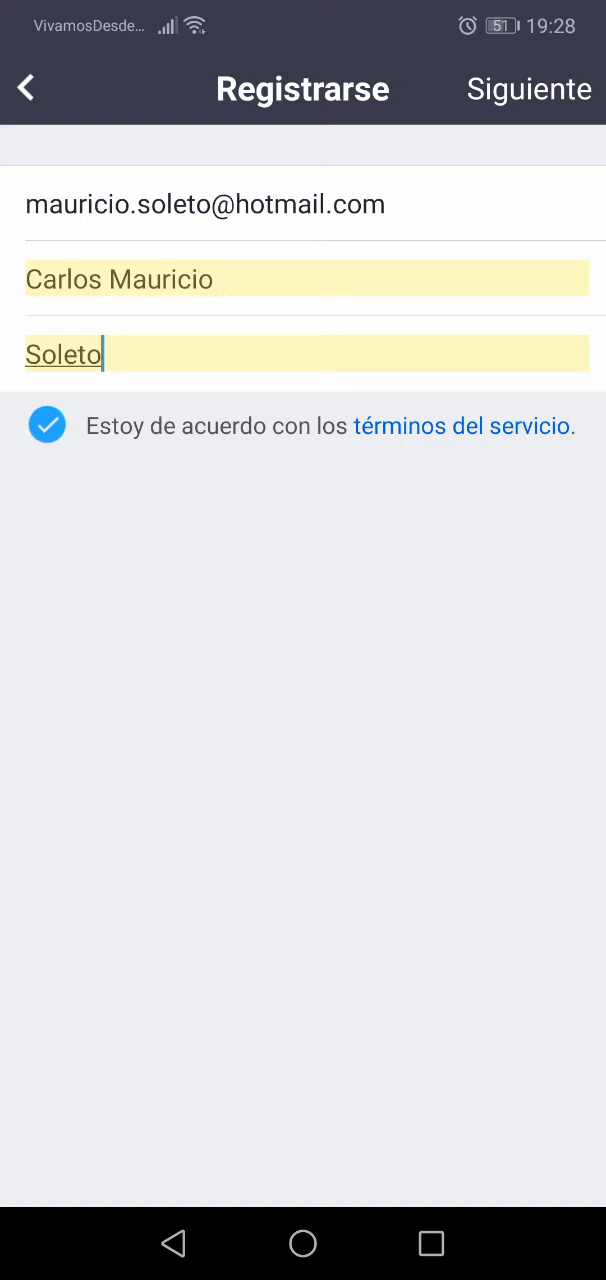 VivamosDesde... 51 19:28
Registrarse Siguiente
mauricio.soleto@hotmail.com
Carlos Mauricio
Soleto
Estoy de acuerdo con los términos del servicio.